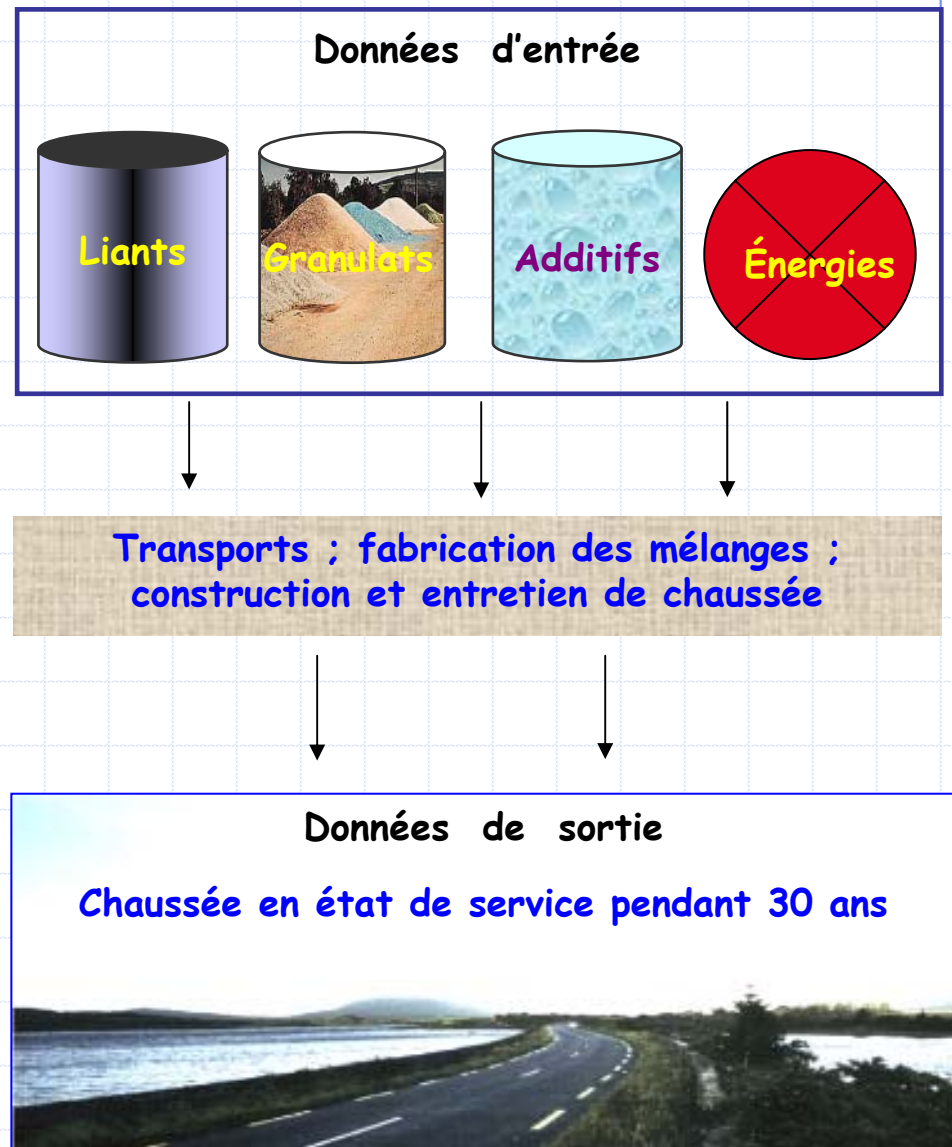 Données d'entrée
Liants
Granulats
Additifs
Énergies
Transports ; fabrication des mélanges ;
construction et entretien de chaussée
Données de sortie
Chaussée en état de service pendant 30 ans